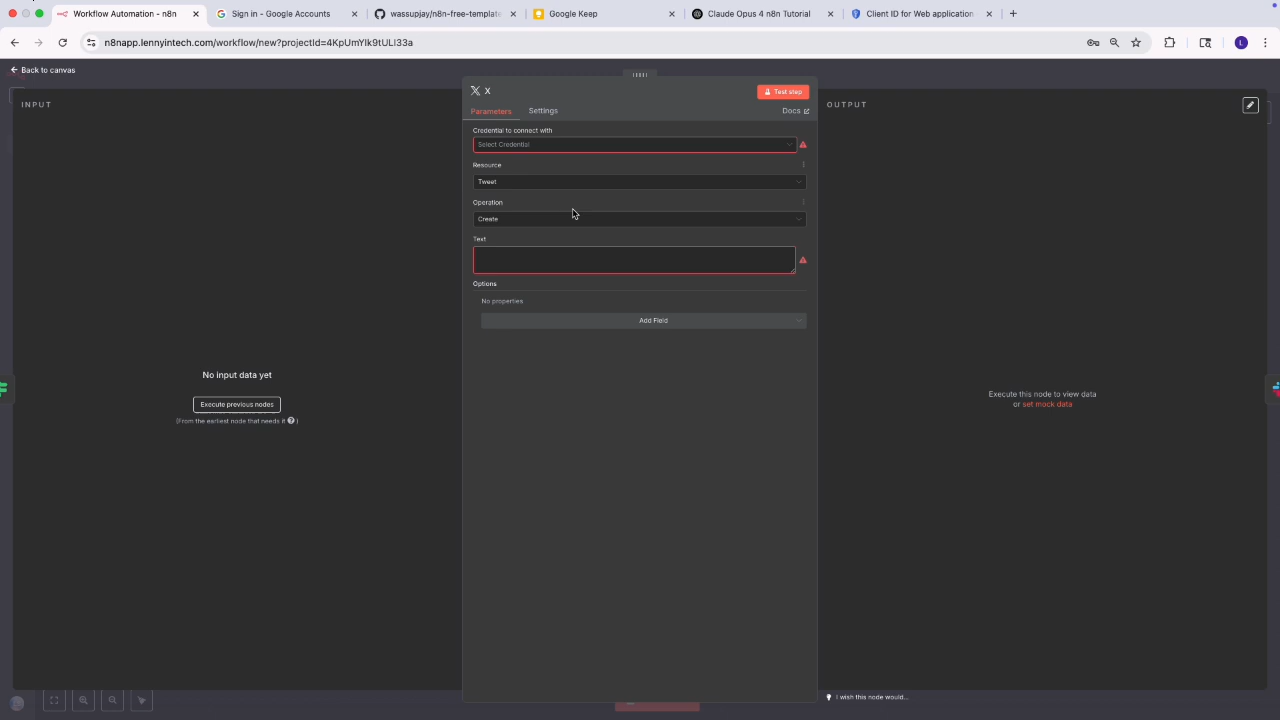 Workflow Automation - n8n
Sign in - Google Accounts
wassupjay/n8n-free-template
Google Keep
Claude Opus 4 n8n Tutorial
Client ID for Web application
n8napp.lennyintech.com/workflow/new?projectId=4KpUmYlk9tULI33a
L
Back to canvas
INPUT
X
Test step
OUTPUT
Parameters
Settings
Docs
Credential to connect with
Select Credential
Resource
Tweet
Operation
Create
Text
Options
No properties
Add Field
No input data yet
Execute previous nodes
(From the earliest node that needs it ? )
Execute this node to view data
or set mock data
I wish this node would...